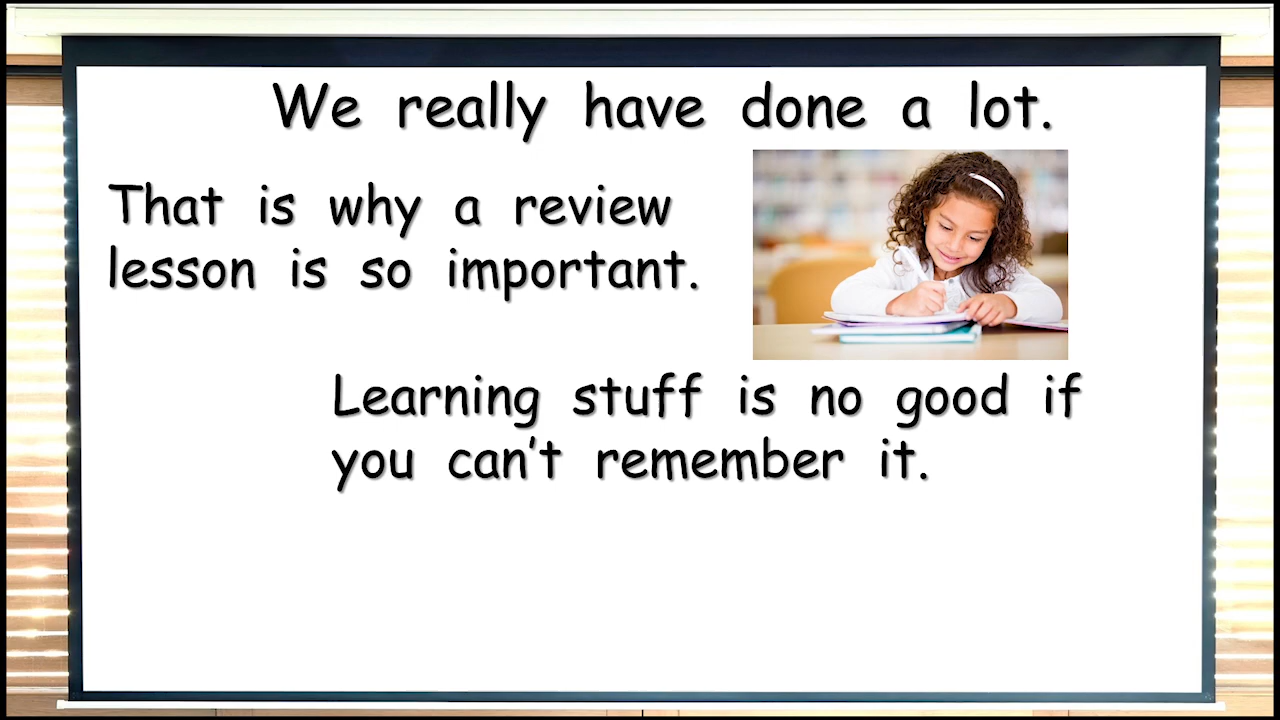 We really have done a lot.
That is why a review
lesson is so important.
Learning stuff is no good if
you can't remember it.